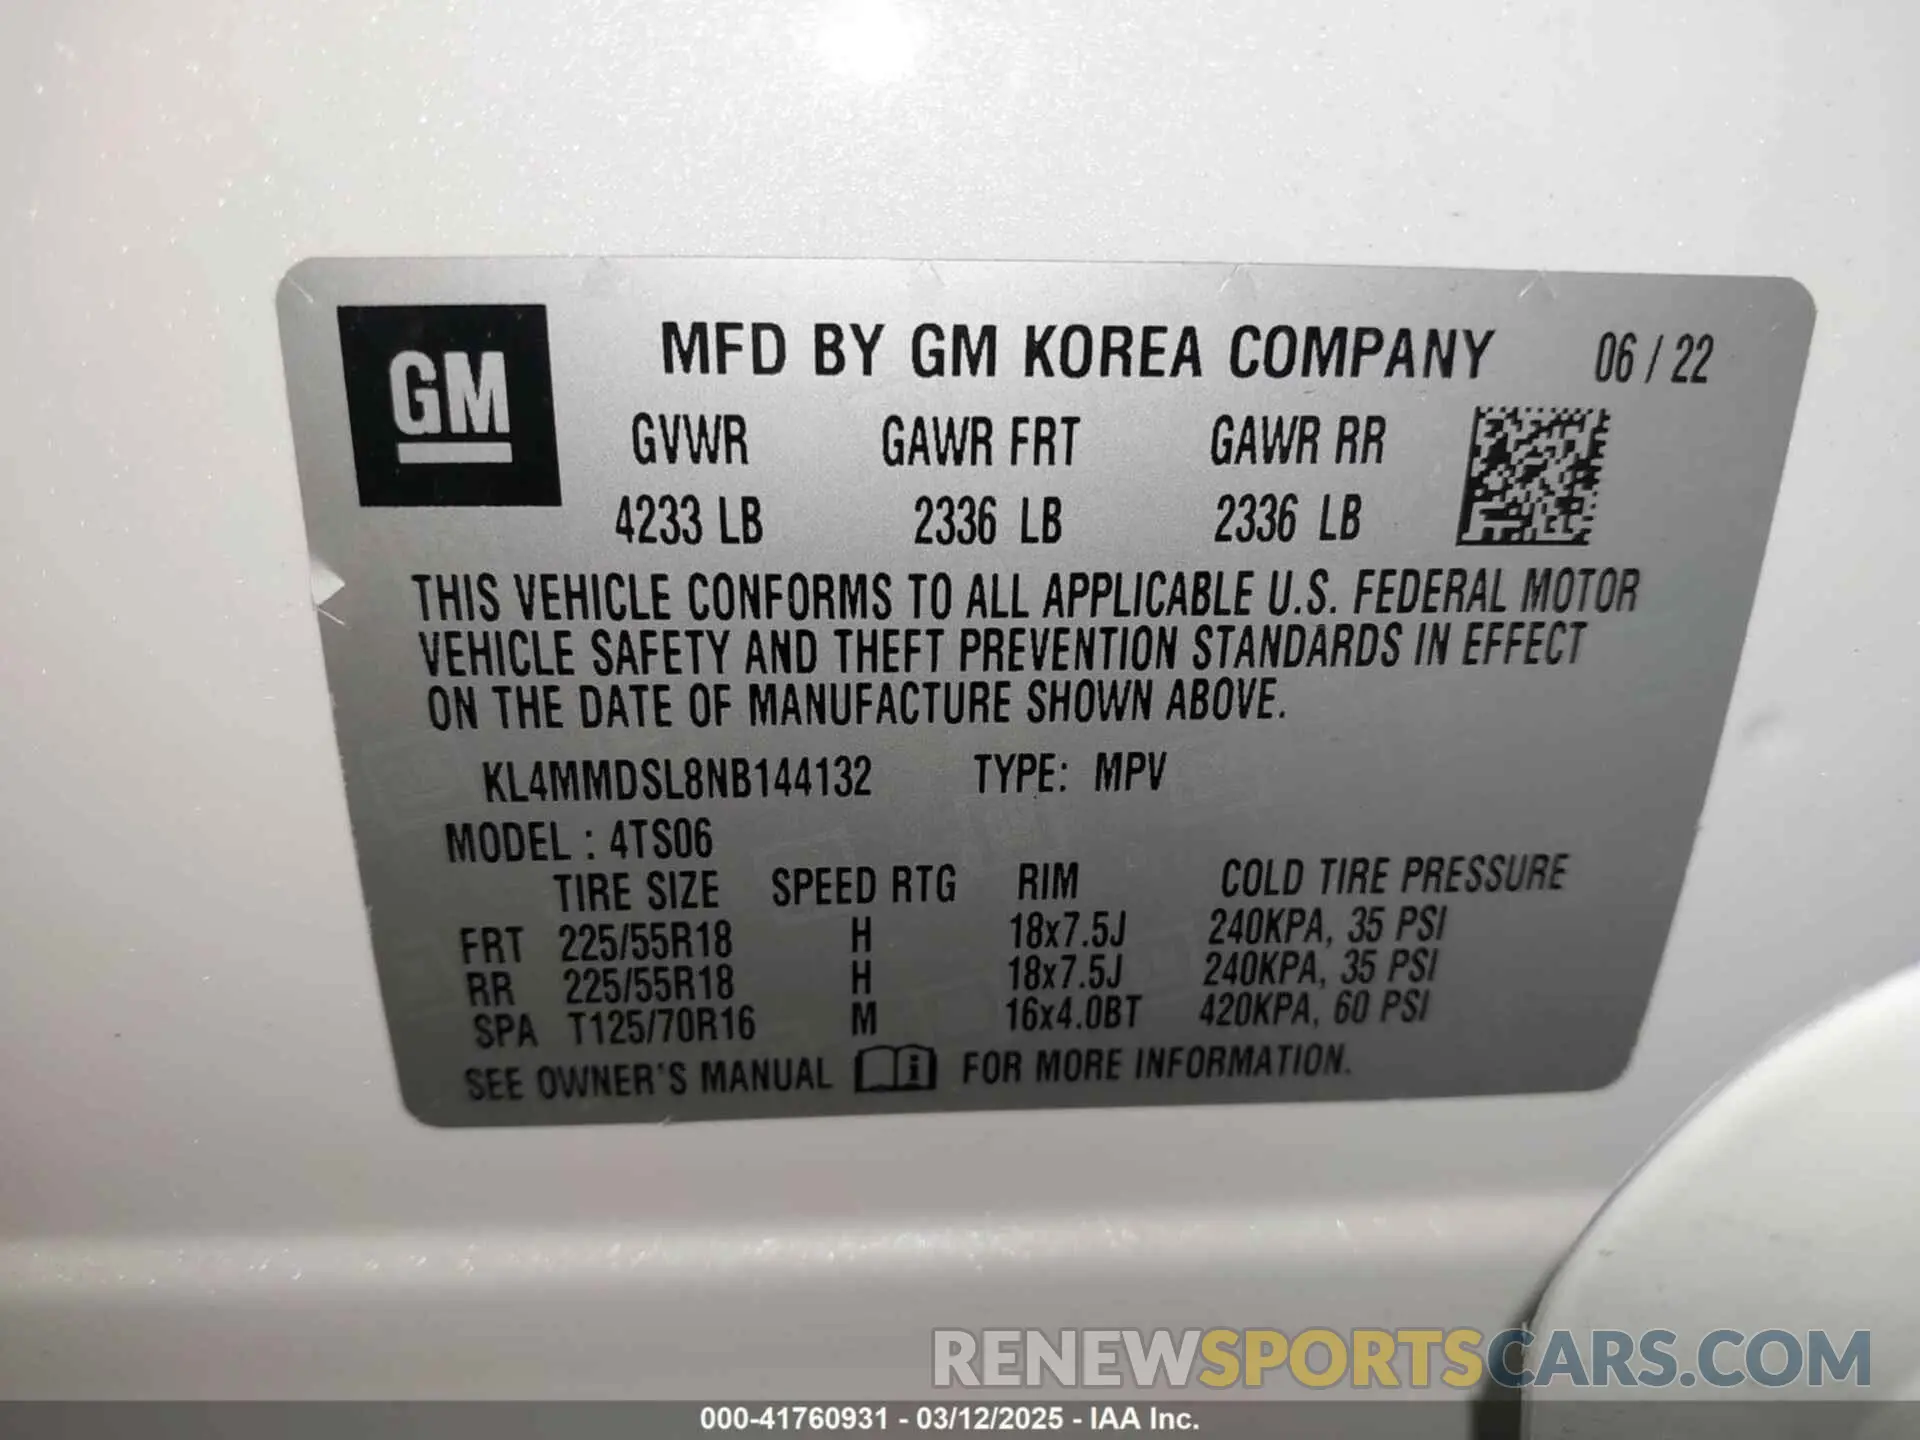 GM
MFD BY GM KOREA COMPANY 06 / 22
GVWR GAWR FRT GAWR RR
4233 LB 2336 LB 2336 LB
THIS VEHICLE CONFORMS TO ALL APPLICABLE U.S. FEDERAL MOTOR
VEHICLE SAFETY AND THEFT PREVENTION STANDARDS IN EFFECT
ON THE DATE OF MANUFACTURE SHOWN ABOVE.
KL4MMDSL8NB144132 TYPE: MPV
MODEL : 4TS06
TIRE SIZE SPEED RTG RIM COLD TIRE PRESSURE
FRT 225/55R18 H 18x7.5J 240KPA, 35 PSI
RR 225/55R18 H 18x7.5J 240KPA, 35 PSI
SPA T125/70R16 M 16x4.0BT 420KPA, 60 PSI
SEE OWNER'S MANUAL i FOR MORE INFORMATION.
RENEWSPORTSCARS.COM
000-41760931 - 03/12/2025 - IAA Inc.